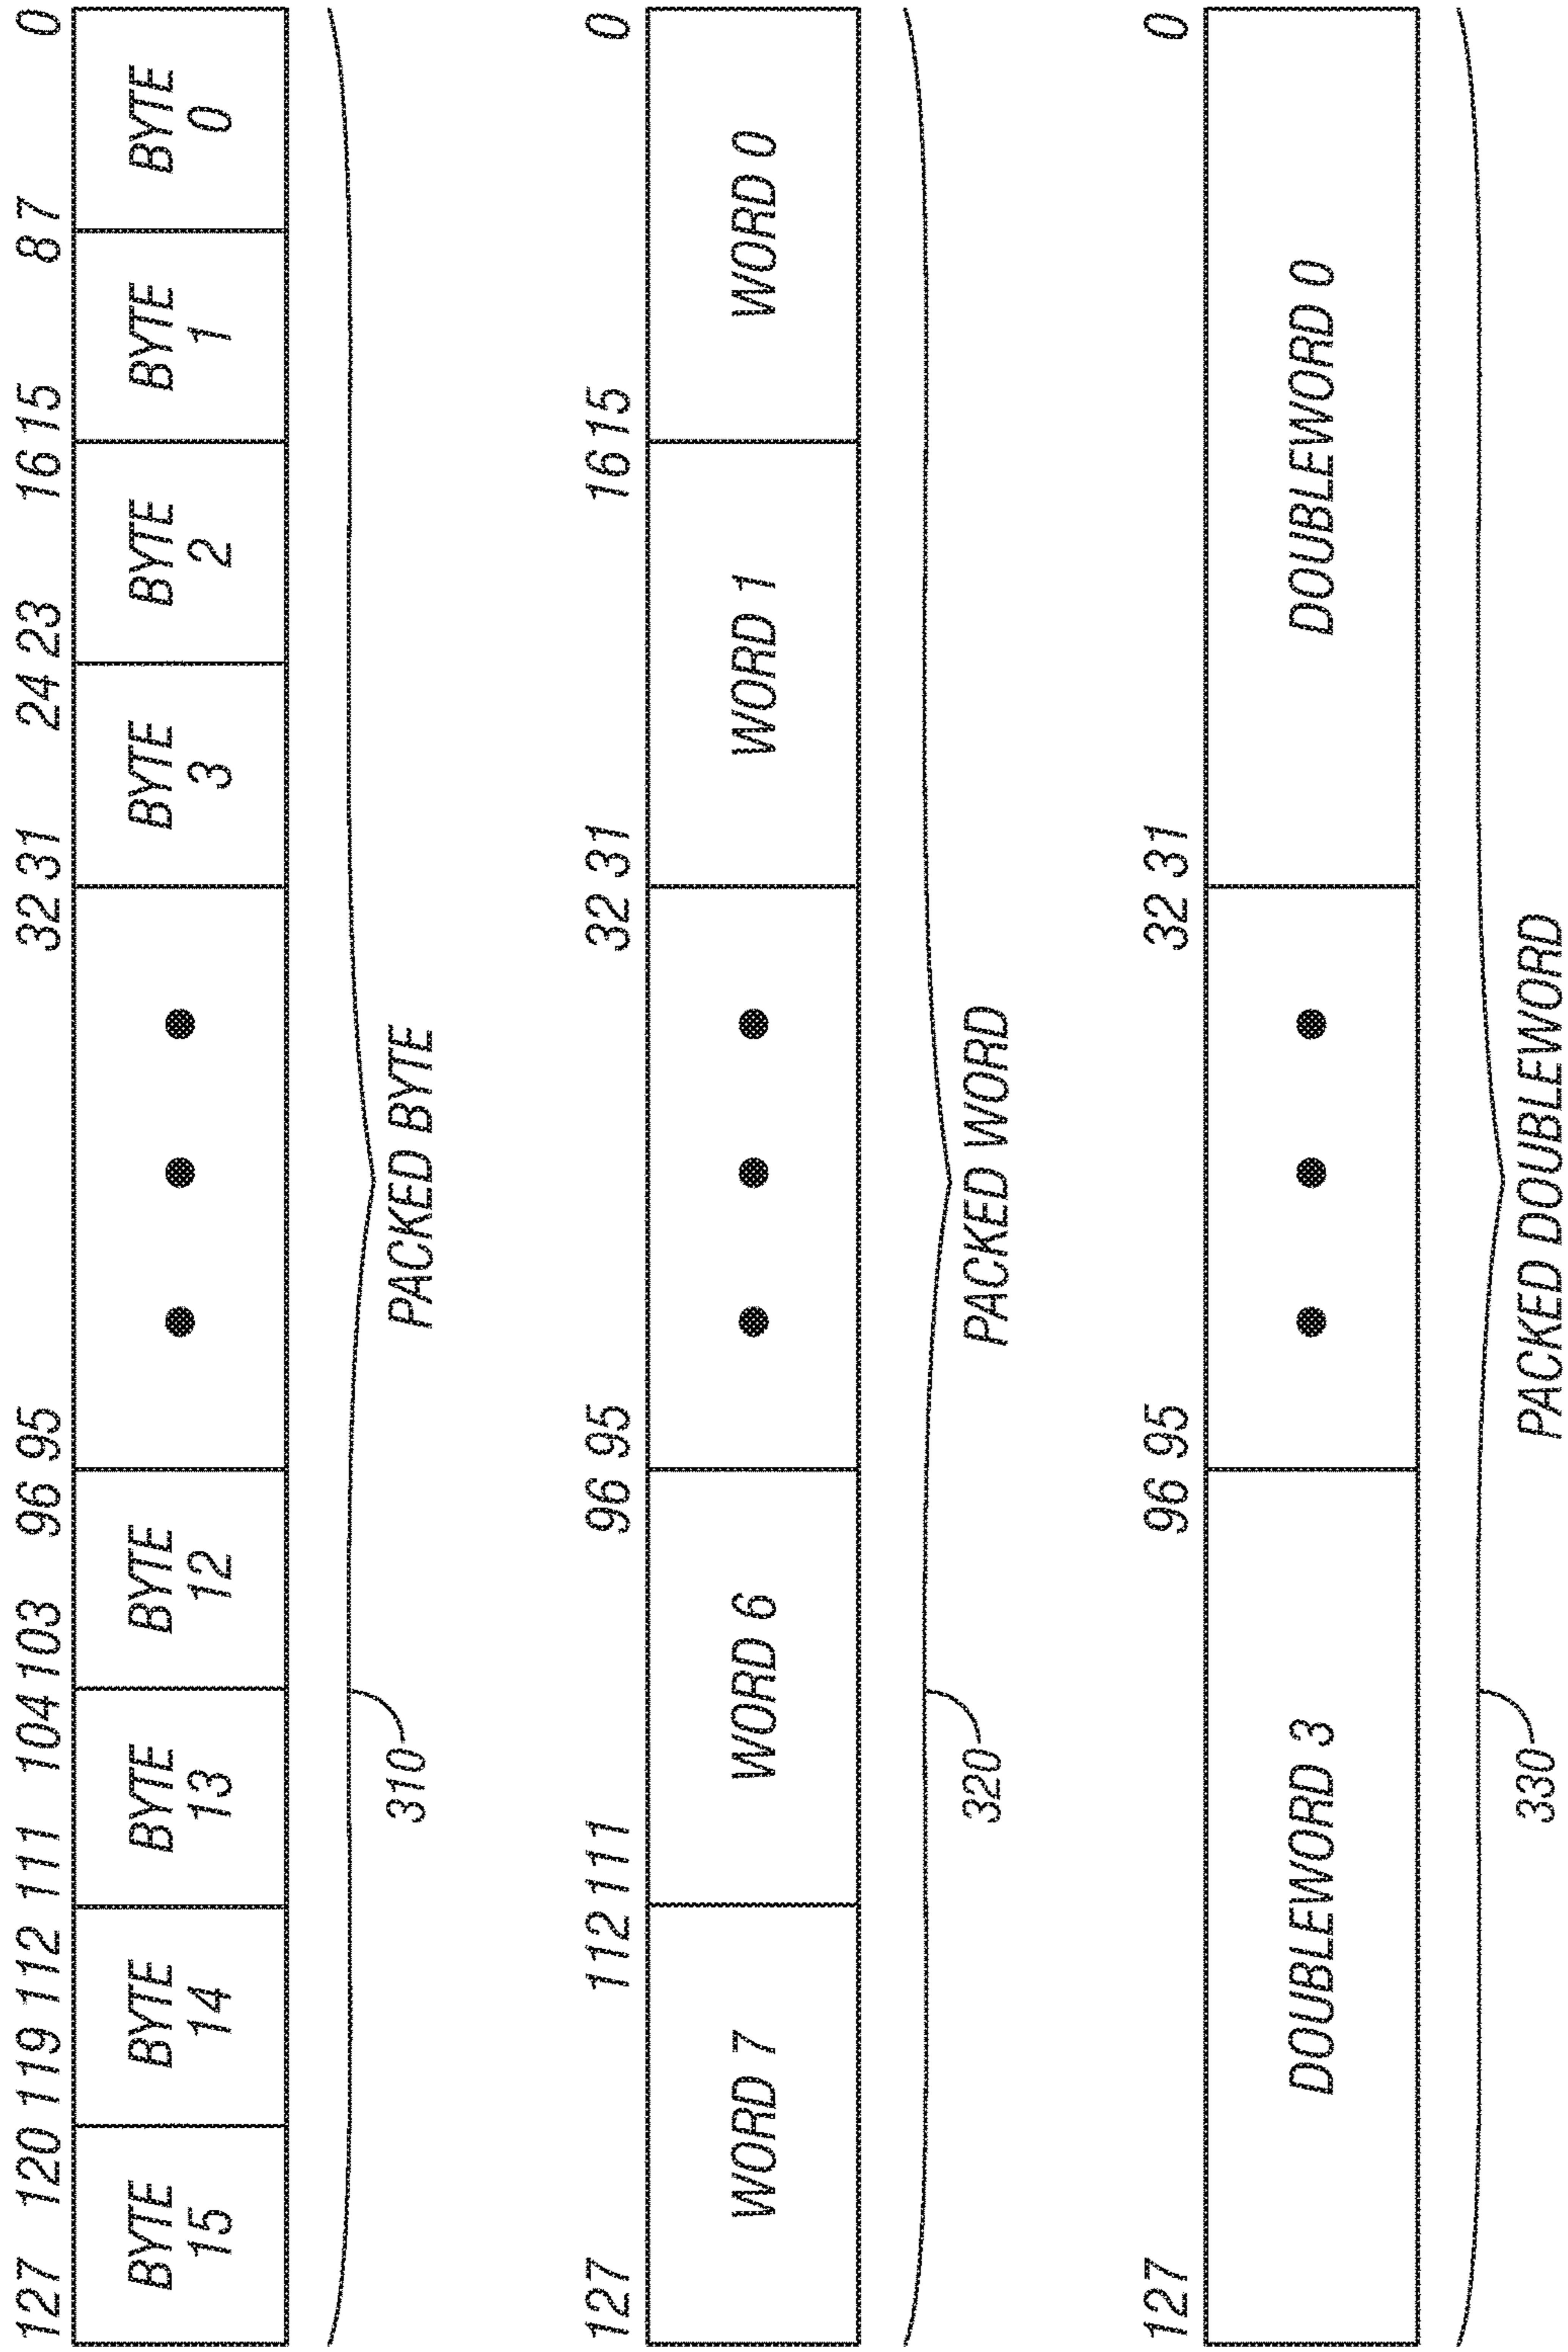 127 120 119 112 111 104 103 96 95 32 31 24 23 16 15 8 7 0
BYTE 15
BYTE 14
BYTE 13
BYTE 12
BYTE 3
BYTE 2
BYTE 1
BYTE 0
310
PACKED BYTE
127 112 111 96 95 32 31 16 15 0
WORD 7
WORD 6
WORD 1
WORD 0
320
PACKED WORD
127 96 95 32 31 0
DOUBLEWORD 3
DOUBLEWORD 0
330
PACKED DOUBLEWORD